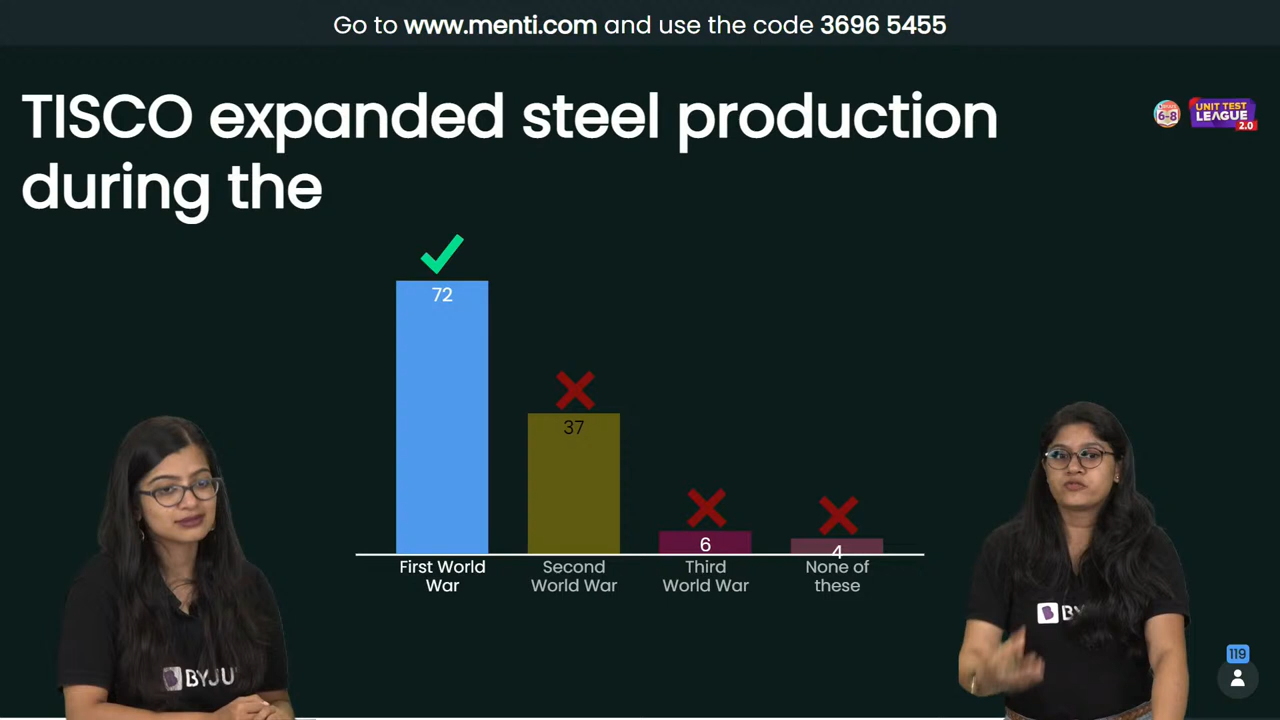 Go to www.menti.com and use the code 3696 5455
TISCO expanded steel production
during the
6-8
UNIT TEST
LEAGUE
2.0
72
37
6
4
First World
War
Second
World War
Third
World War
None of
these
BYJU
BY
119